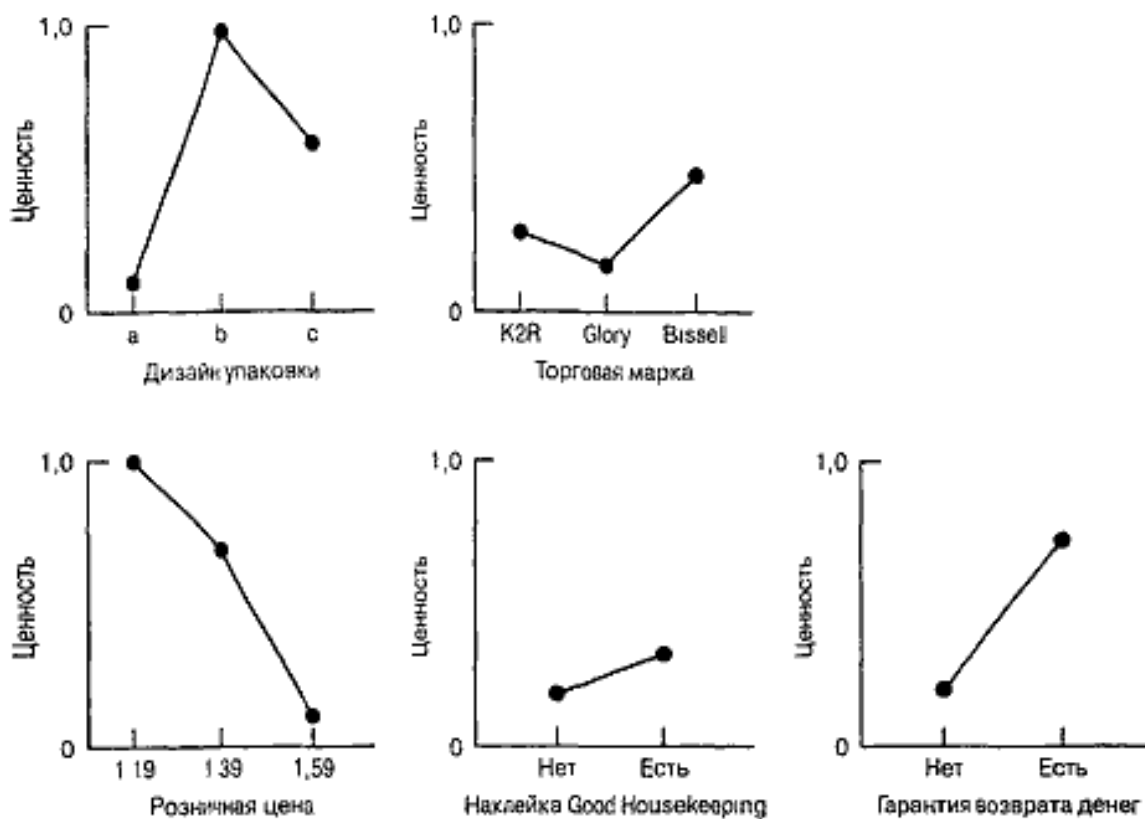 1,0
Ценность
0
a b c
Дизайн упаковки
1,0
Ценность
0
K2R Glory Bissell
Торговая марка
1,0
Ценность
0
1 19 1 39 1,59
Розничная цена
1,0
Ценность
0
Нет Есть
Наклейка Good Housekeeping
1,0
Ценность
0
Нет Есть
Гарантия возврата денег